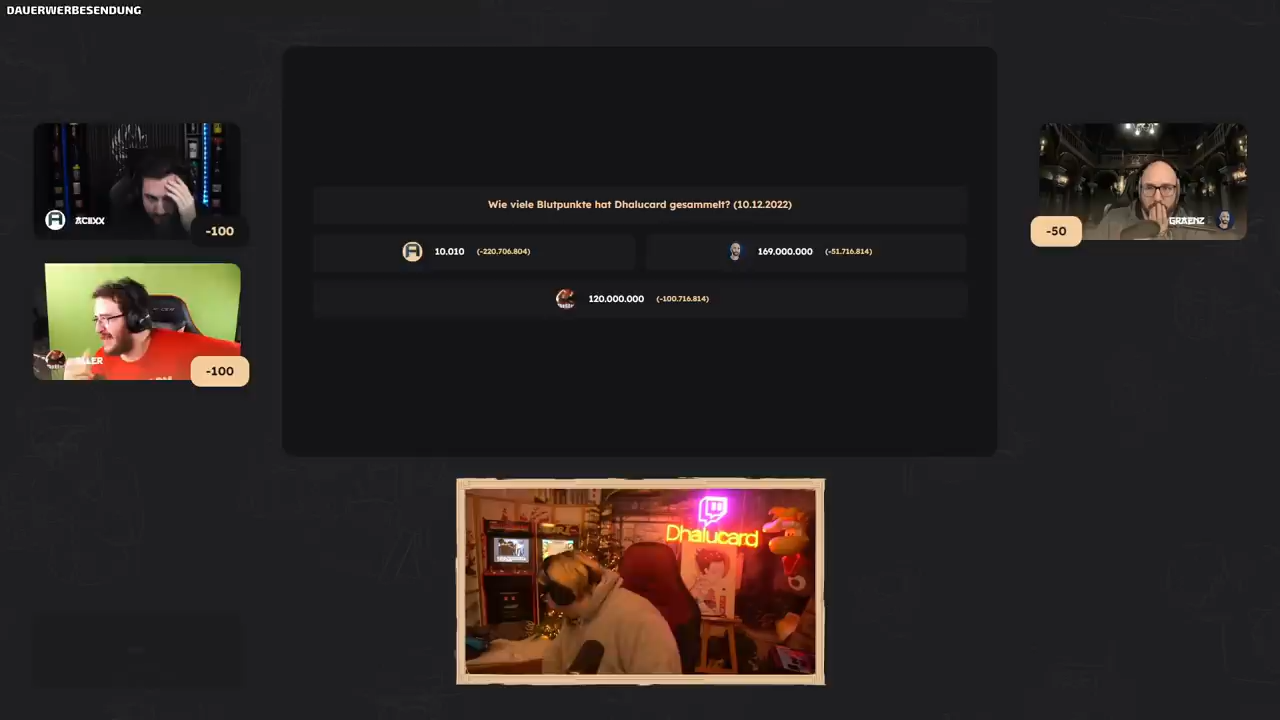 DAUERWERBESENDUNG
Wie viele Blutpunkte hat Dhalucard gesammelt? (10.12.2022)
ACIIXX
-100
10.010 (-220.706.804)
169.000.000 (-51.716.814)
GRAENZ
-50
120.000.000 (-100.716.814)
-100
Dhalucard